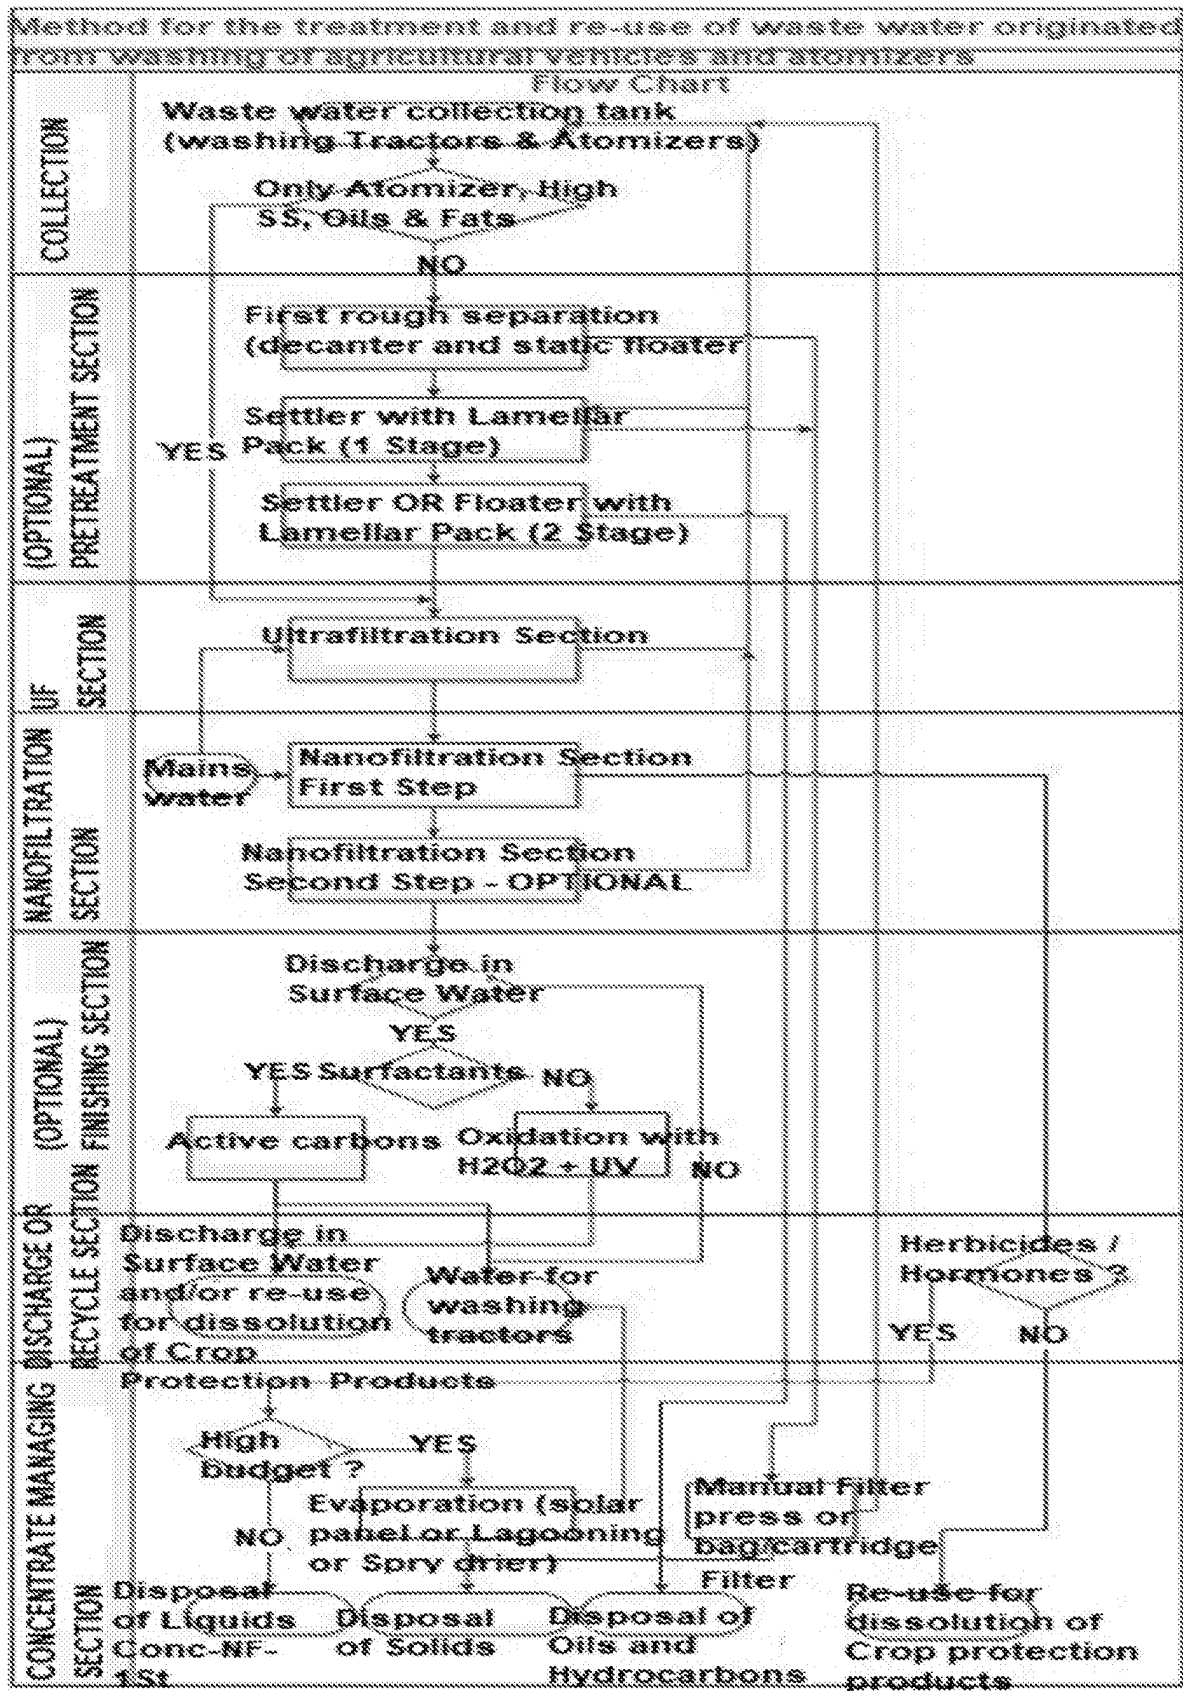 Method for the treatment and re-use of waste water originated
from washing of agricultural vehicles and atomizers
Flow Chart
COLLECTION
Waste water collection tank
(washing Tractors & Atomizers)
Only Atomizer, High
SS, Oils & Fats
NO
(OPTIONAL)
PRETREATMENT SECTION
First rough separation
(decanter and static floater
Settler with Lamellar
Pack (1 Stage)
YES
Settler OR Floater with
Lamellar Pack (2 Stage)
UF
SECTION
Ultrafiltration Section
NANOFILTRATION
SECTION
Mains
water
Nanofiltration Section
First Step
Nanofiltration Section
Second Step - OPTIONAL
(OPTIONAL)
FINISHING SECTION
Discharge in
Surface Water
YES
YES
Surfactants
NO
Active carbons
Oxidation with
H2O2 + UV
NO
DISCHARGE OR
RECYCLE SECTION
Discharge in
Surface Water
and/or re-use
for dissolution
of Crop
Protection Products
Water for
washing
tractors
Herbicides /
Hormones ?
YES
NO
CONCENTRATE MANAGING
SECTION
High
budget ?
YES
NO
Evaporation (solar
panel or Lagooning
or Spry drier)
Manual Filter
press or
bag/cartridge
Filter
Disposal
of Liquids
Conc-NF-
1St
Disposal
of Solids
Disposal of
Oils and
Hydrocarbons
Re-use for
dissolution of
Crop protection
products